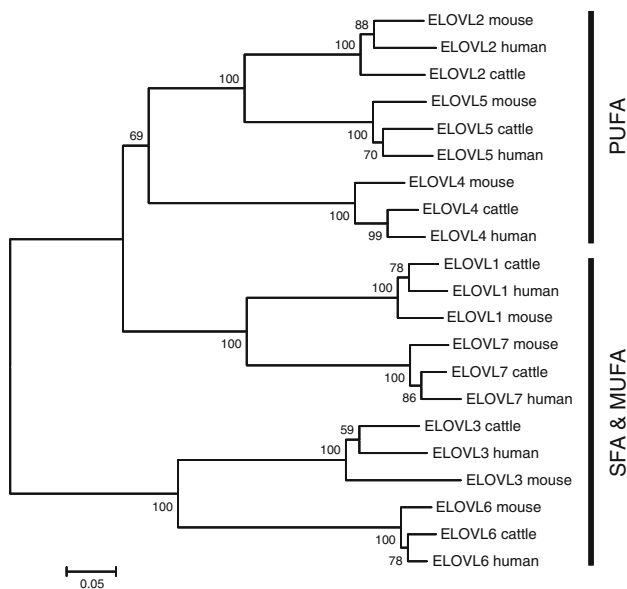 88
ELOVL2 mouse
ELOVL2 human
100
ELOVL2 cattle
100
ELOVL5 mouse
100
ELOVL5 cattle
70
ELOVL5 human
69
ELOVL4 mouse
100
ELOVL4 cattle
99
ELOVL4 human
PUFA
78
ELOVL1 cattle
100
ELOVL1 human
ELOVL1 mouse
100
ELOVL7 mouse
100
ELOVL7 cattle
86
ELOVL7 human
59
ELOVL3 cattle
100
ELOVL3 human
ELOVL3 mouse
100
ELOVL6 mouse
100
ELOVL6 cattle
78
ELOVL6 human
SFA & MUFA
0.05